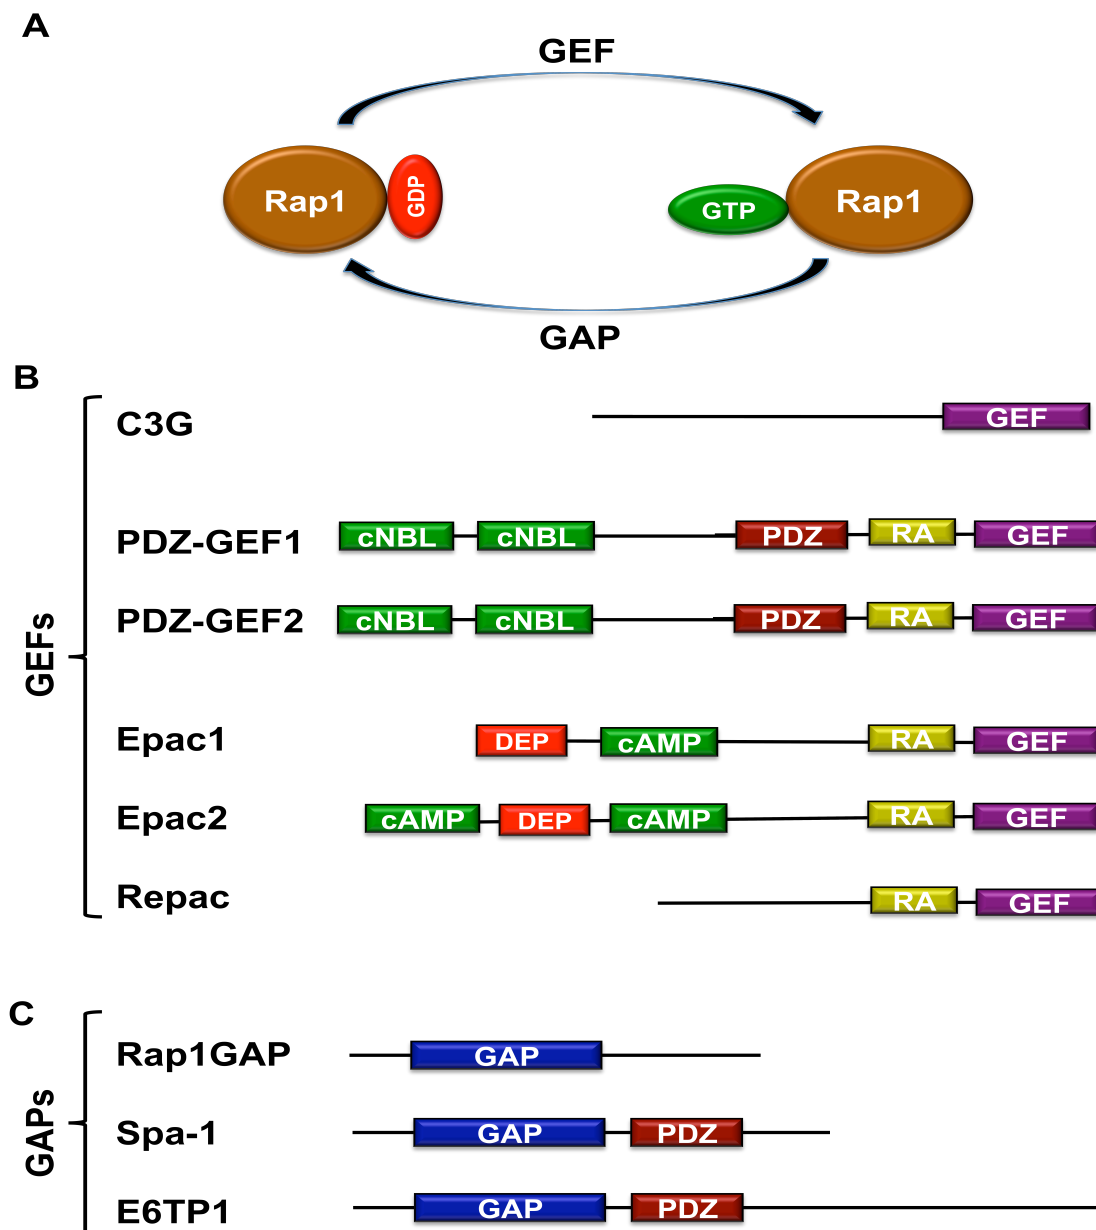 A
GEF
Rap1 GDP GTP Rap1
GAP
B
GEFs
C3G GEF
PDZ-GEF1 cNBL cNBL PDZ RA GEF
PDZ-GEF2 cNBL cNBL PDZ RA GEF
Epac1 DEP cAMP RA GEF
Epac2 cAMP DEP cAMP RA GEF
Repac RA GEF
C
GAPs
Rap1GAP GAP
Spa-1 GAP PDZ
E6TP1 GAP PDZ